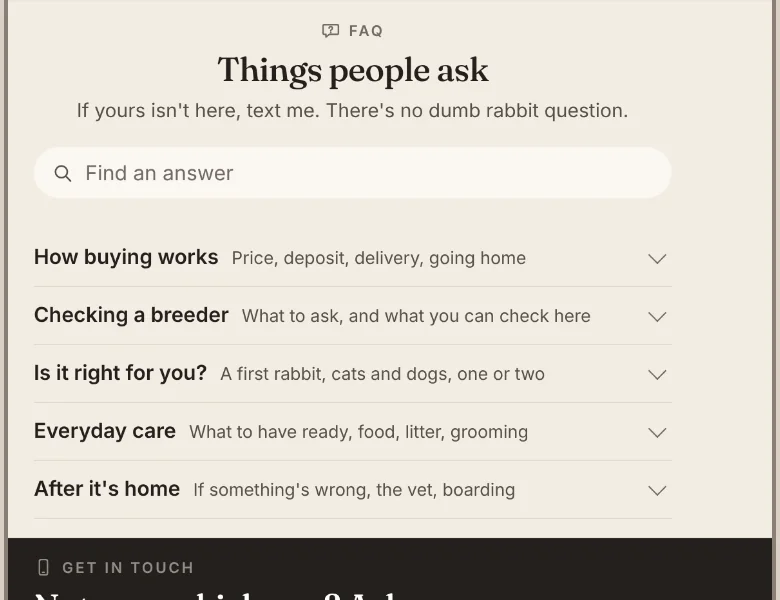 FAQ
Things people ask
If yours isn't here, text me. There's no dumb rabbit question.
Find an answer
How buying works Price, deposit, delivery, going home
Checking a breeder What to ask, and what you can check here
Is it right for you? A first rabbit, cats and dogs, one or two
Everyday care What to have ready, food, litter, grooming
After it's home If something's wrong, the vet, boarding
GET IN TOUCH